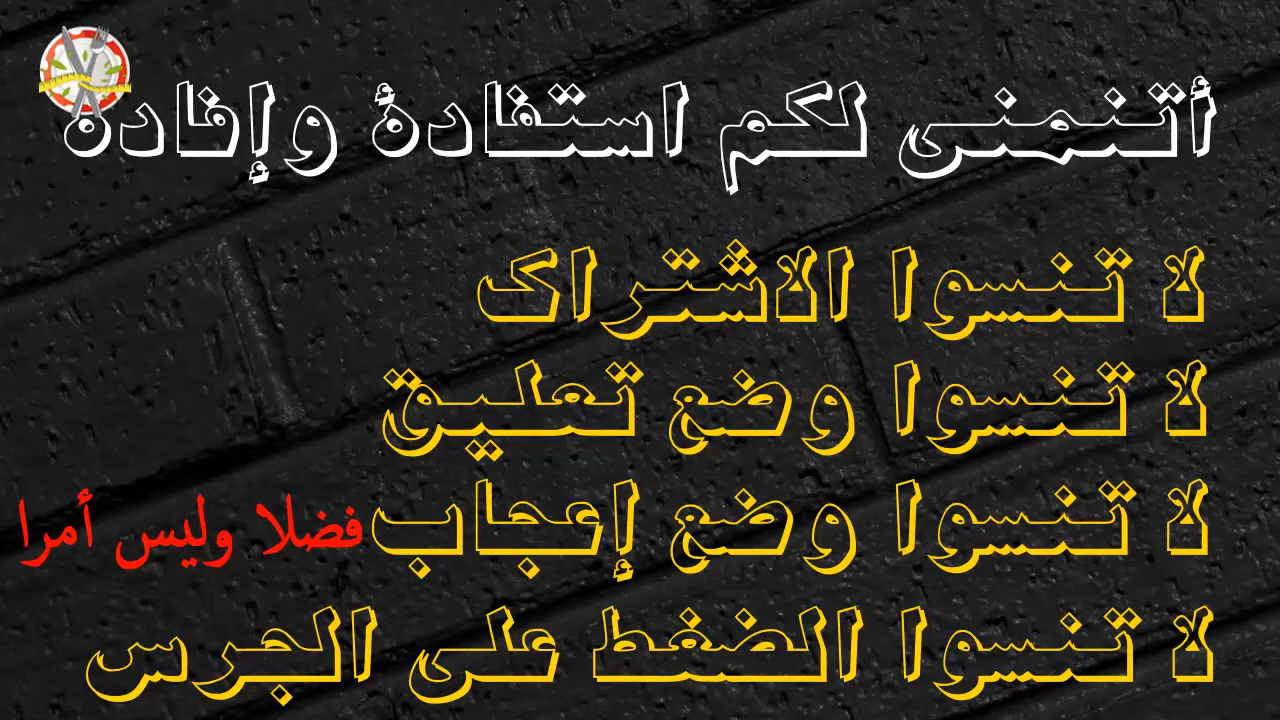 أتنمنى لكم استفادة وإفادة
لا تنسوا الاشتراك
لا تنسوا وضع تعليق
لا تنسوا وضع إعجاب فضلا وليس أمرا
لا تنسوا الضغط على الجرس